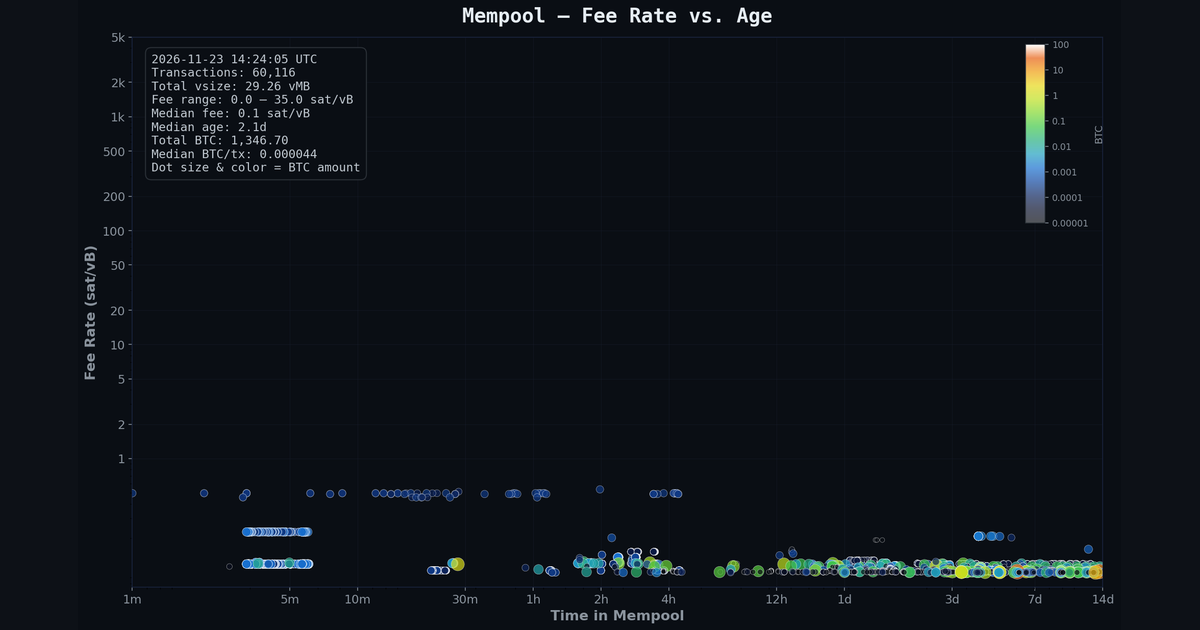 Mempool — Fee Rate vs. Age
2026-11-23 14:24:05 UTC
Transactions: 60,116
Total vsize: 29.26 vMB
Fee range: 0.0 – 35.0 sat/vB
Median fee: 0.1 sat/vB
Median age: 2.1d
Total BTC: 1,346.70
Median BTC/tx: 0.000044
Dot size & color = BTC amount
100
10
1
0.1
0.01
0.001
0.0001
0.00001
BTC
Fee Rate (sat/vB)
5k
2k
1k
500
200
100
50
20
10
5
2
1
1m 5m 10m 30m 1h 2h 4h 12h 1d 3d 7d 14d
Time in Mempool